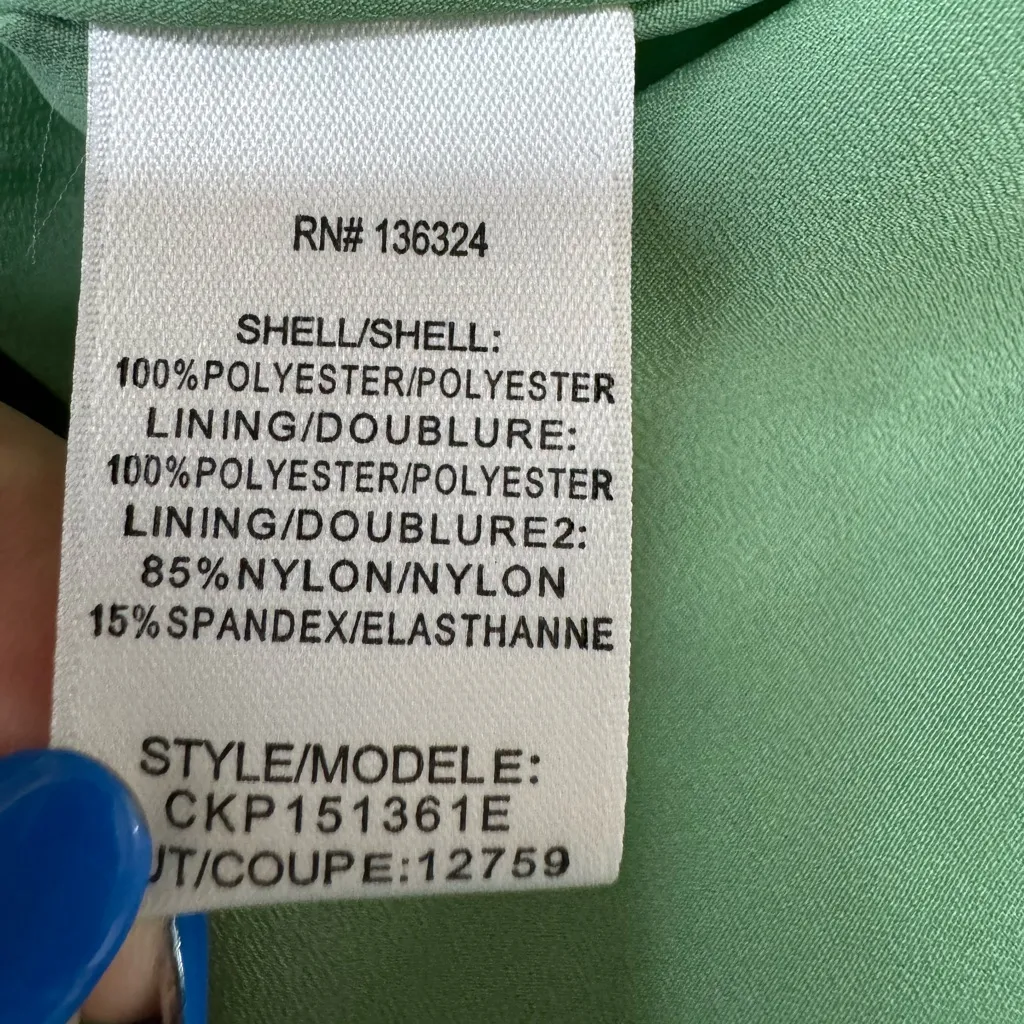 RN# 136324
SHELL/SHELL:
100%POLYESTER/POLYESTER
LINING/DOUBLURE:
100%POLYESTER/POLYESTER
LINING/DOUBLURE2:
85%NYLON/NYLON
15%SPANDEX/ELASTHANNE
STYLE/MODELE:
CKP151361E
UT/COUPE:12759